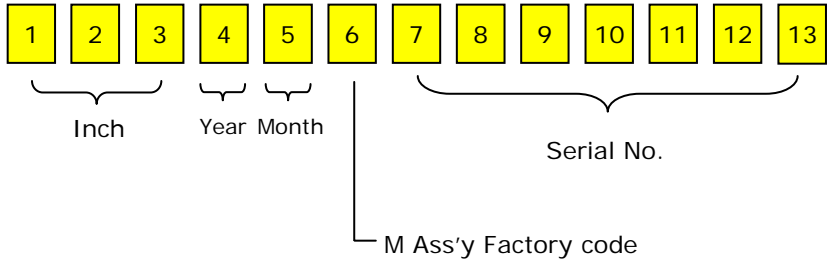 1 2 3 4 5 6 7 8 9 10 11 12 13
Inch
Year Month
Serial No.
M Ass'y Factory code